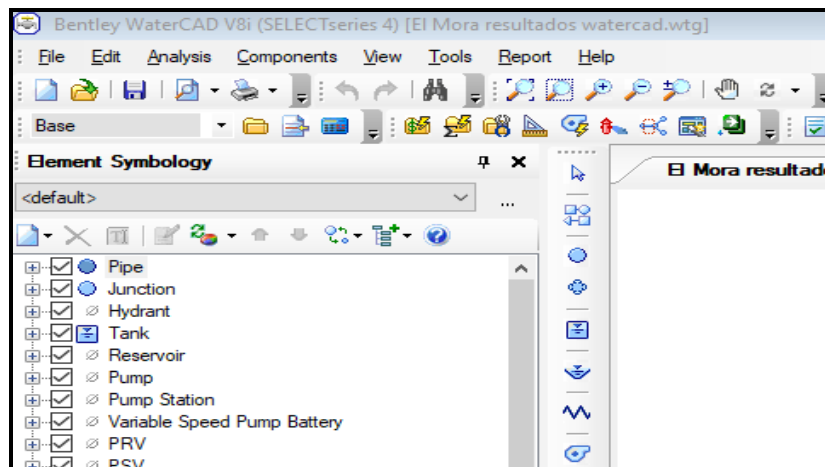 Bentley WaterCAD V8i (SELECTseries 4) [El Mora resultados watercad.wtg]
File Edit Analysis Components View Tools Report Help
Base
Element Symbology
El Mora resultado
<default>
...
Pipe
Junction
Hydrant
Tank
Reservoir
Pump
Pump Station
Variable Speed Pump Battery
PRV
PSV